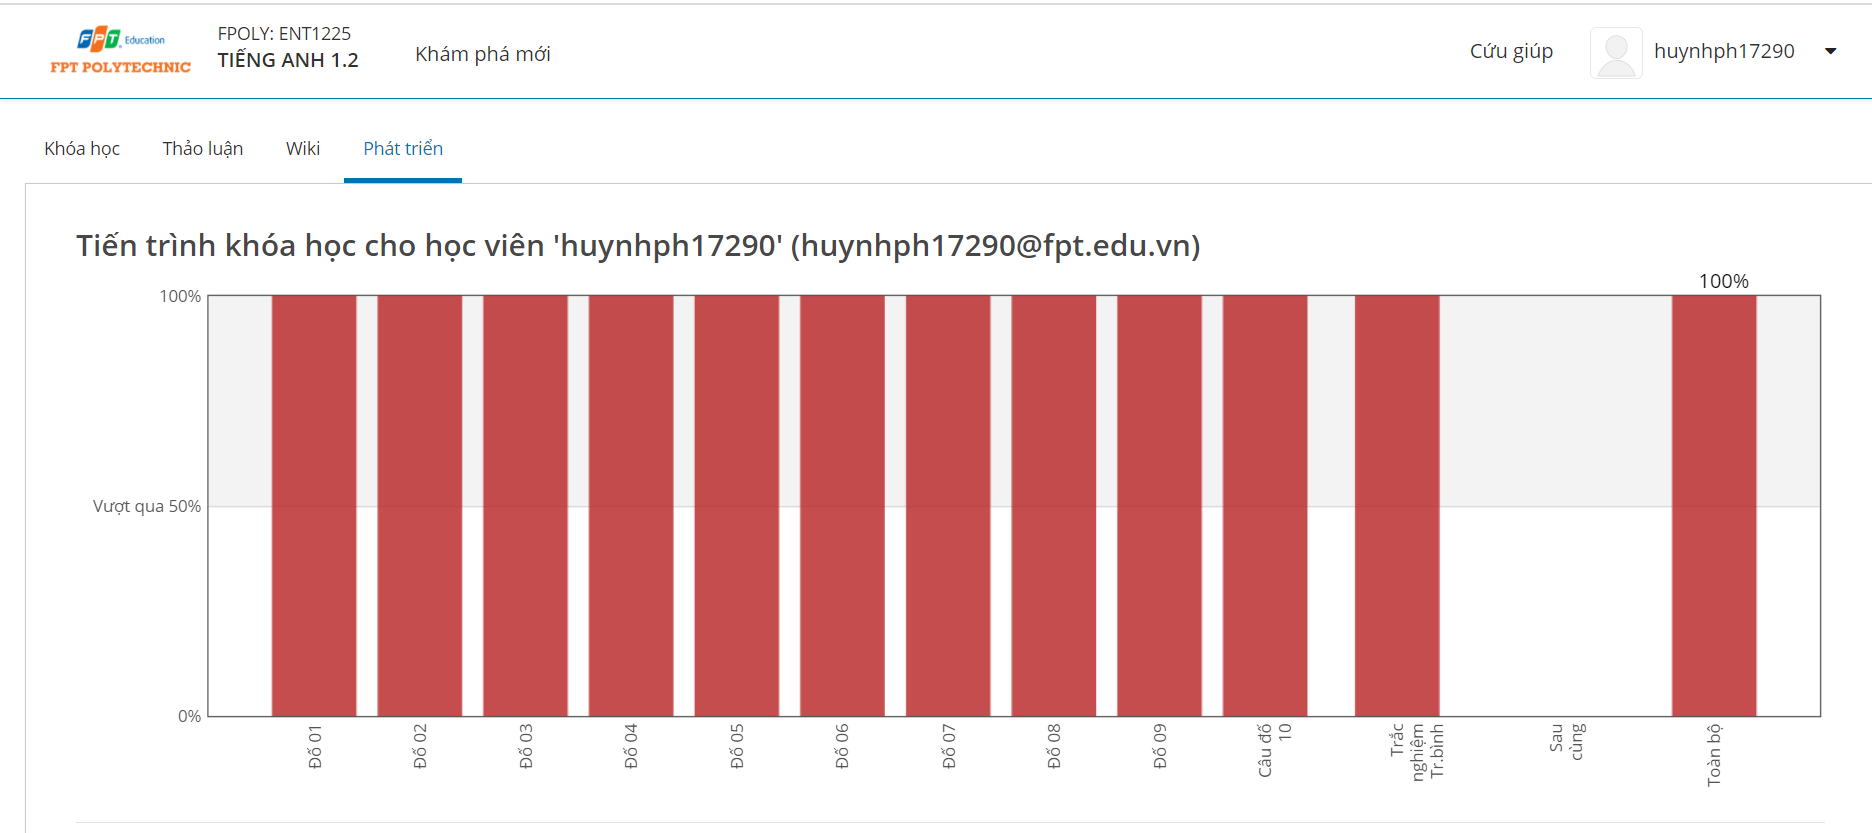 FPT Education
FPT POLYTECHNIC
FPOLY: ENT1225
TIẾNG ANH 1.2
Khám phá mới
Cứu giúp
huynhph17290
Khóa học
Thảo luận
Wiki
Phát triển
Tiến trình khóa học cho học viên 'huynhph17290' (huynhph17290@fpt.edu.vn)
100%
100%
Vượt qua 50%
0%
Đố 01
Đố 02
Đố 03
Đố 04
Đố 05
Đố 06
Đố 07
Đố 08
Đố 09
Câu đố
10
Trắc
nghiệm
Tr.bình
Sau
cùng
Toàn bộ